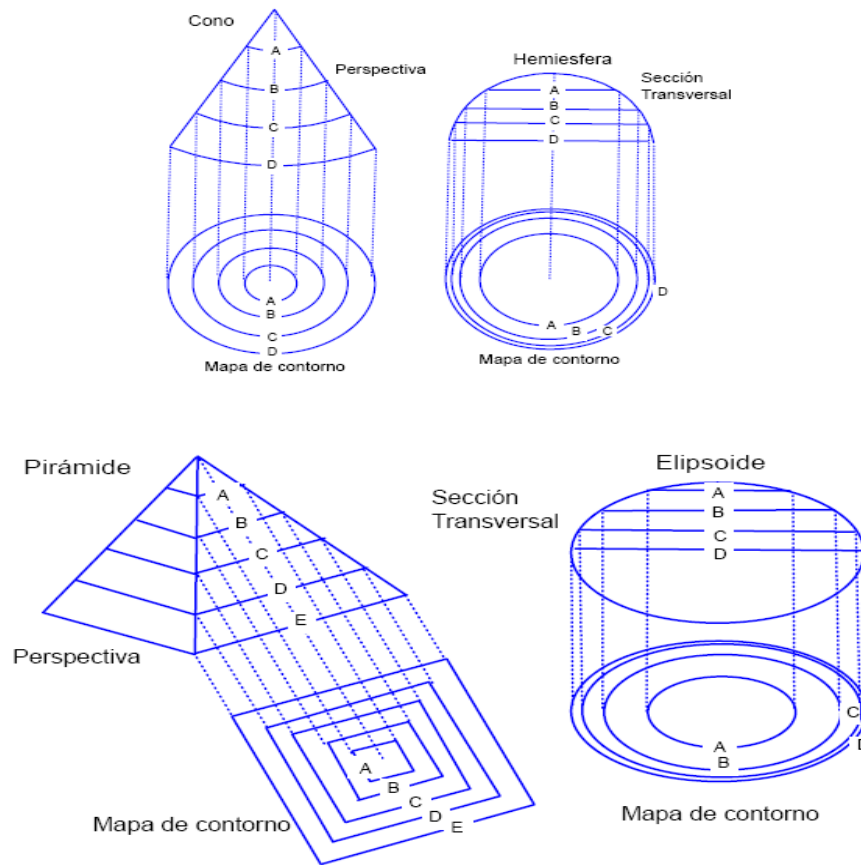 Cono
Perspectiva
A
B
C
D
A
B
C
D
Mapa de contorno
Hemiesfera
Sección
Transversal
A
B
C
D
A
B
C
D
Mapa de contorno
Pirámide
A
B
C
D
E
Perspectiva
A
B
C
D
E
Mapa de contorno
Elipsoide
Sección
Transversal
A
B
C
D
A
B
C
D
Mapa de contorno